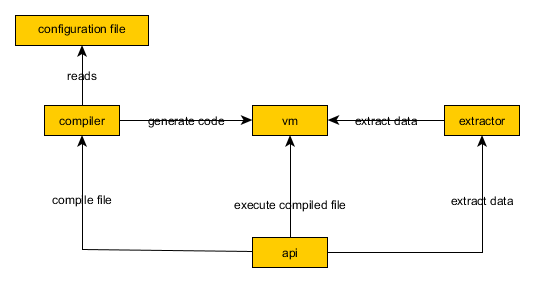 configuration file
reads
compiler
generate code
vm
extract data
extractor
compile file
execute compiled file
extract data
api